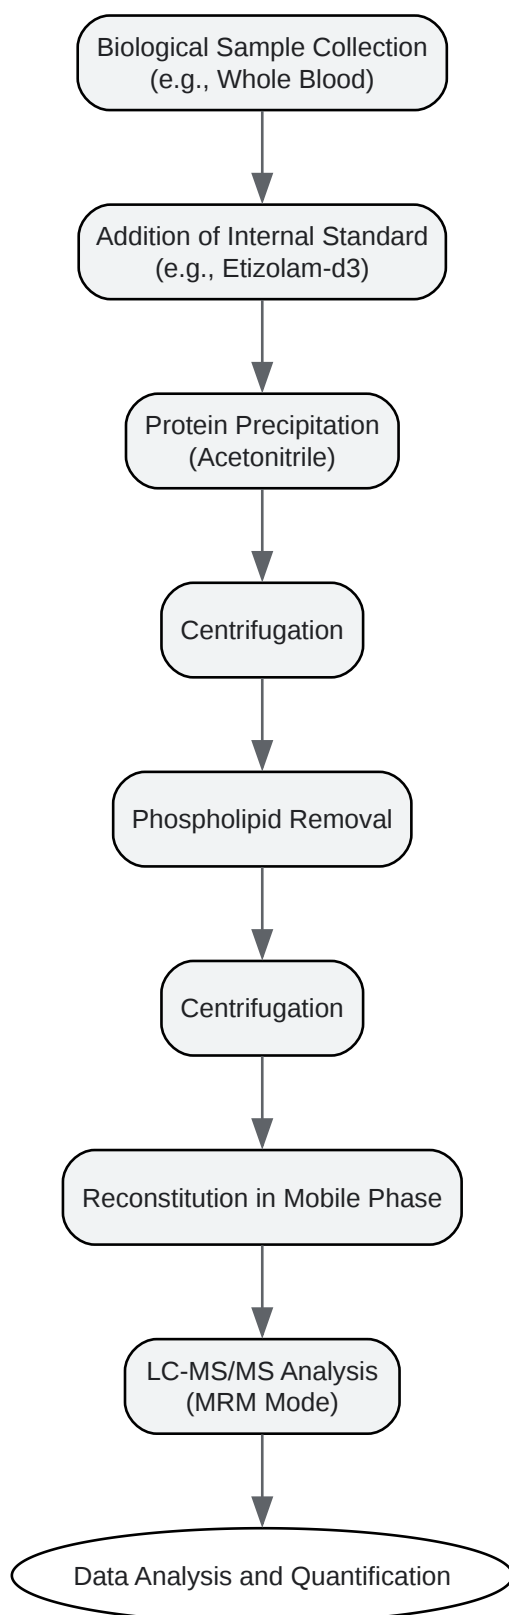 Biological Sample Collection
(e.g., Whole Blood)
Addition of Internal Standard
(e.g., Etizolam-d3)
Protein Precipitation
(Acetonitrile)
Centrifugation
Phospholipid Removal
Centrifugation
Reconstitution in Mobile Phase
LC-MS/MS Analysis
(MRM Mode)
Data Analysis and Quantification